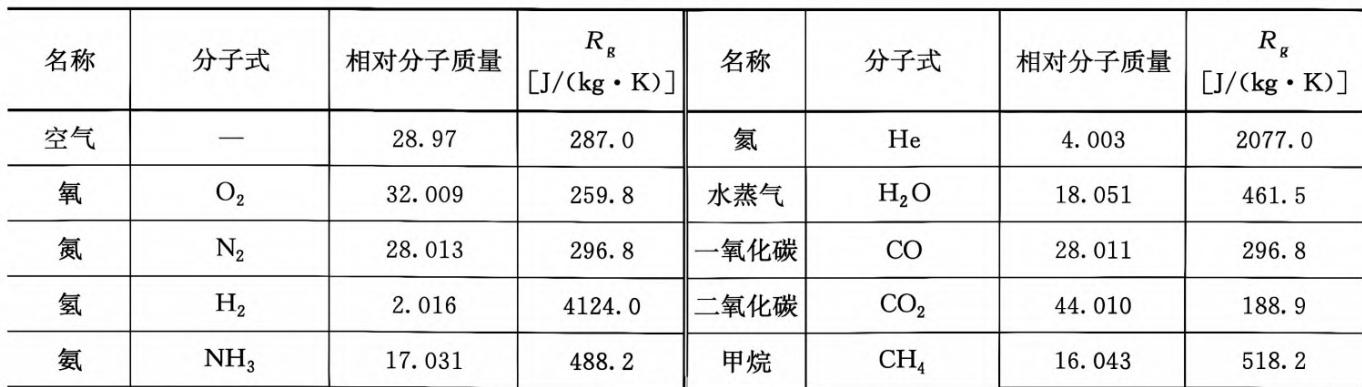 名称 分子式 相对分子质量 Rg [J/(kg·K)] 名称 分子式 相对分子质量 Rg [J/(kg·K)]
空气 — 28.97 287.0 氦 He 4.003 2077.0
氧 O₂ 32.009 259.8 水蒸气 H₂O 18.051 461.5
氮 N₂ 28.013 296.8 一氧化碳 CO 28.011 296.8
氢 H₂ 2.016 4124.0 二氧化碳 CO₂ 44.010 188.9
氨 NH₃ 17.031 488.2 甲烷 CH₄ 16.043 518.2